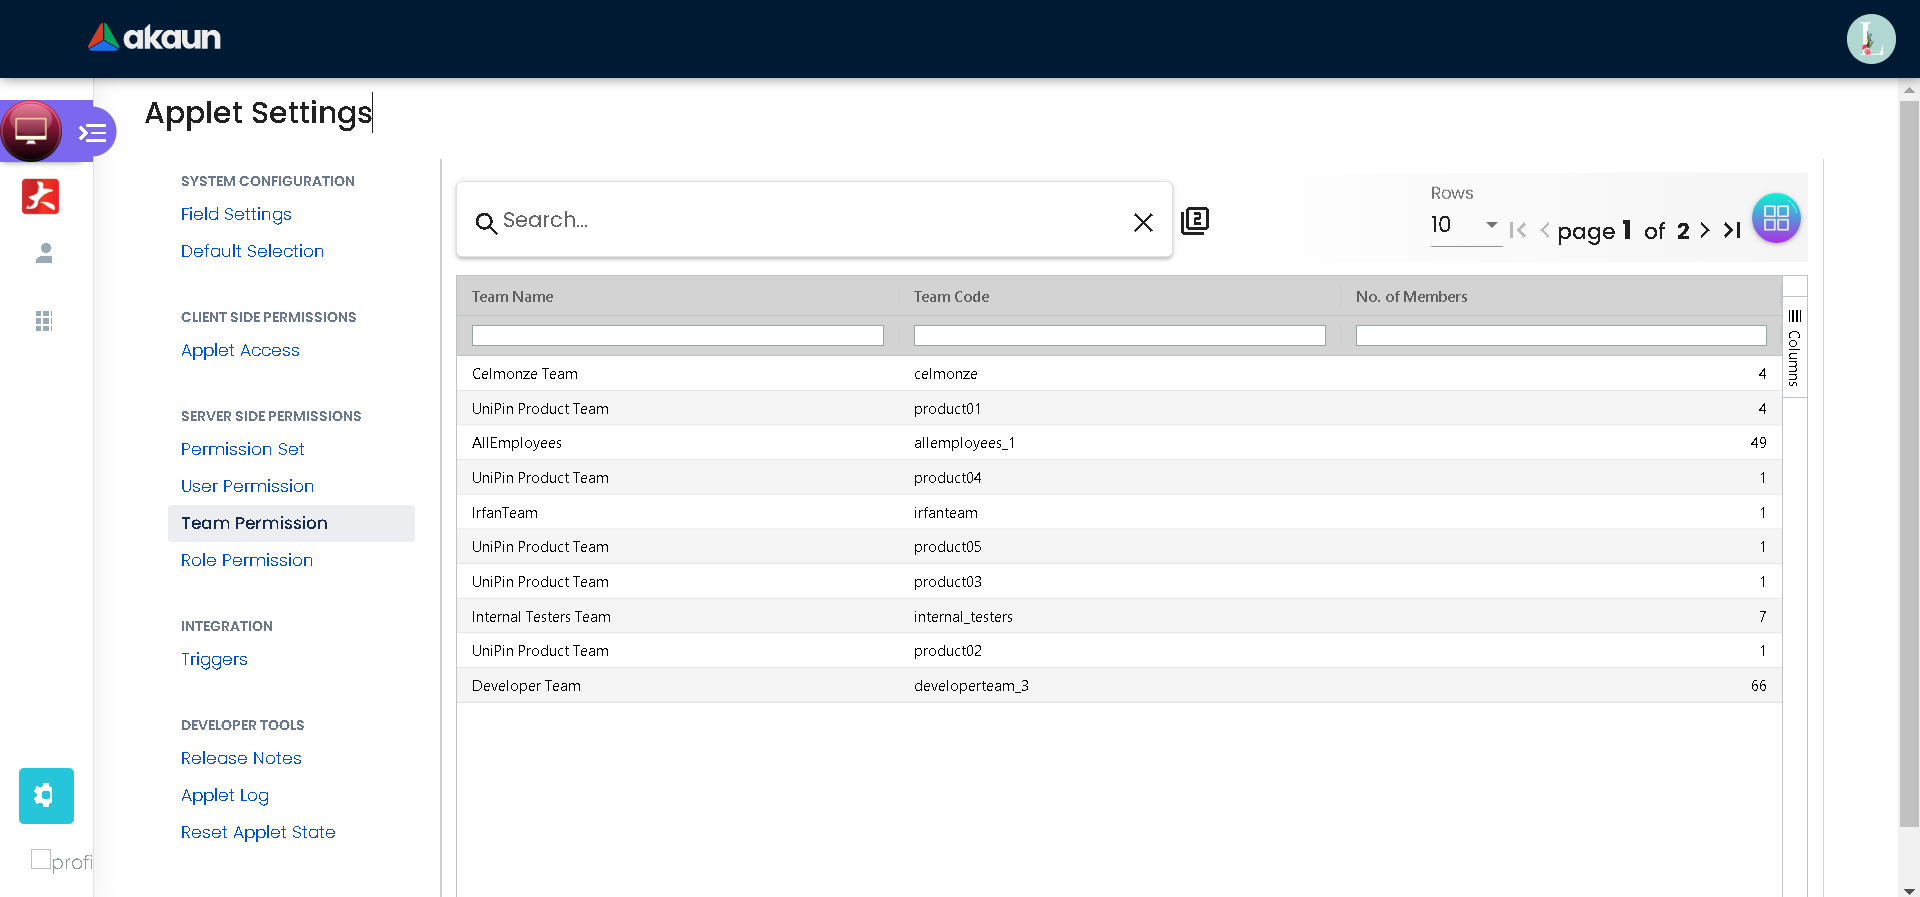 akaun
L
Applet Settings
SYSTEM CONFIGURATION
Field Settings
Default Selection
CLIENT SIDE PERMISSIONS
Applet Access
SERVER SIDE PERMISSIONS
Permission Set
User Permission
Team Permission
Role Permission
INTEGRATION
Triggers
DEVELOPER TOOLS
Release Notes
Applet Log
Reset Applet State
profi
Search...
2
Rows
10
page 1 of 2
Team Name Team Code No. of Members
Columns
Celmonze Team celmonze 4
UniPin Product Team product01 4
AllEmployees allemployees_1 49
UniPin Product Team product04 1
IrfanTeam irfanteam 1
UniPin Product Team product05 1
UniPin Product Team product03 1
Internal Testers Team internal_testers 7
UniPin Product Team product02 1
Developer Team developerteam_3 66